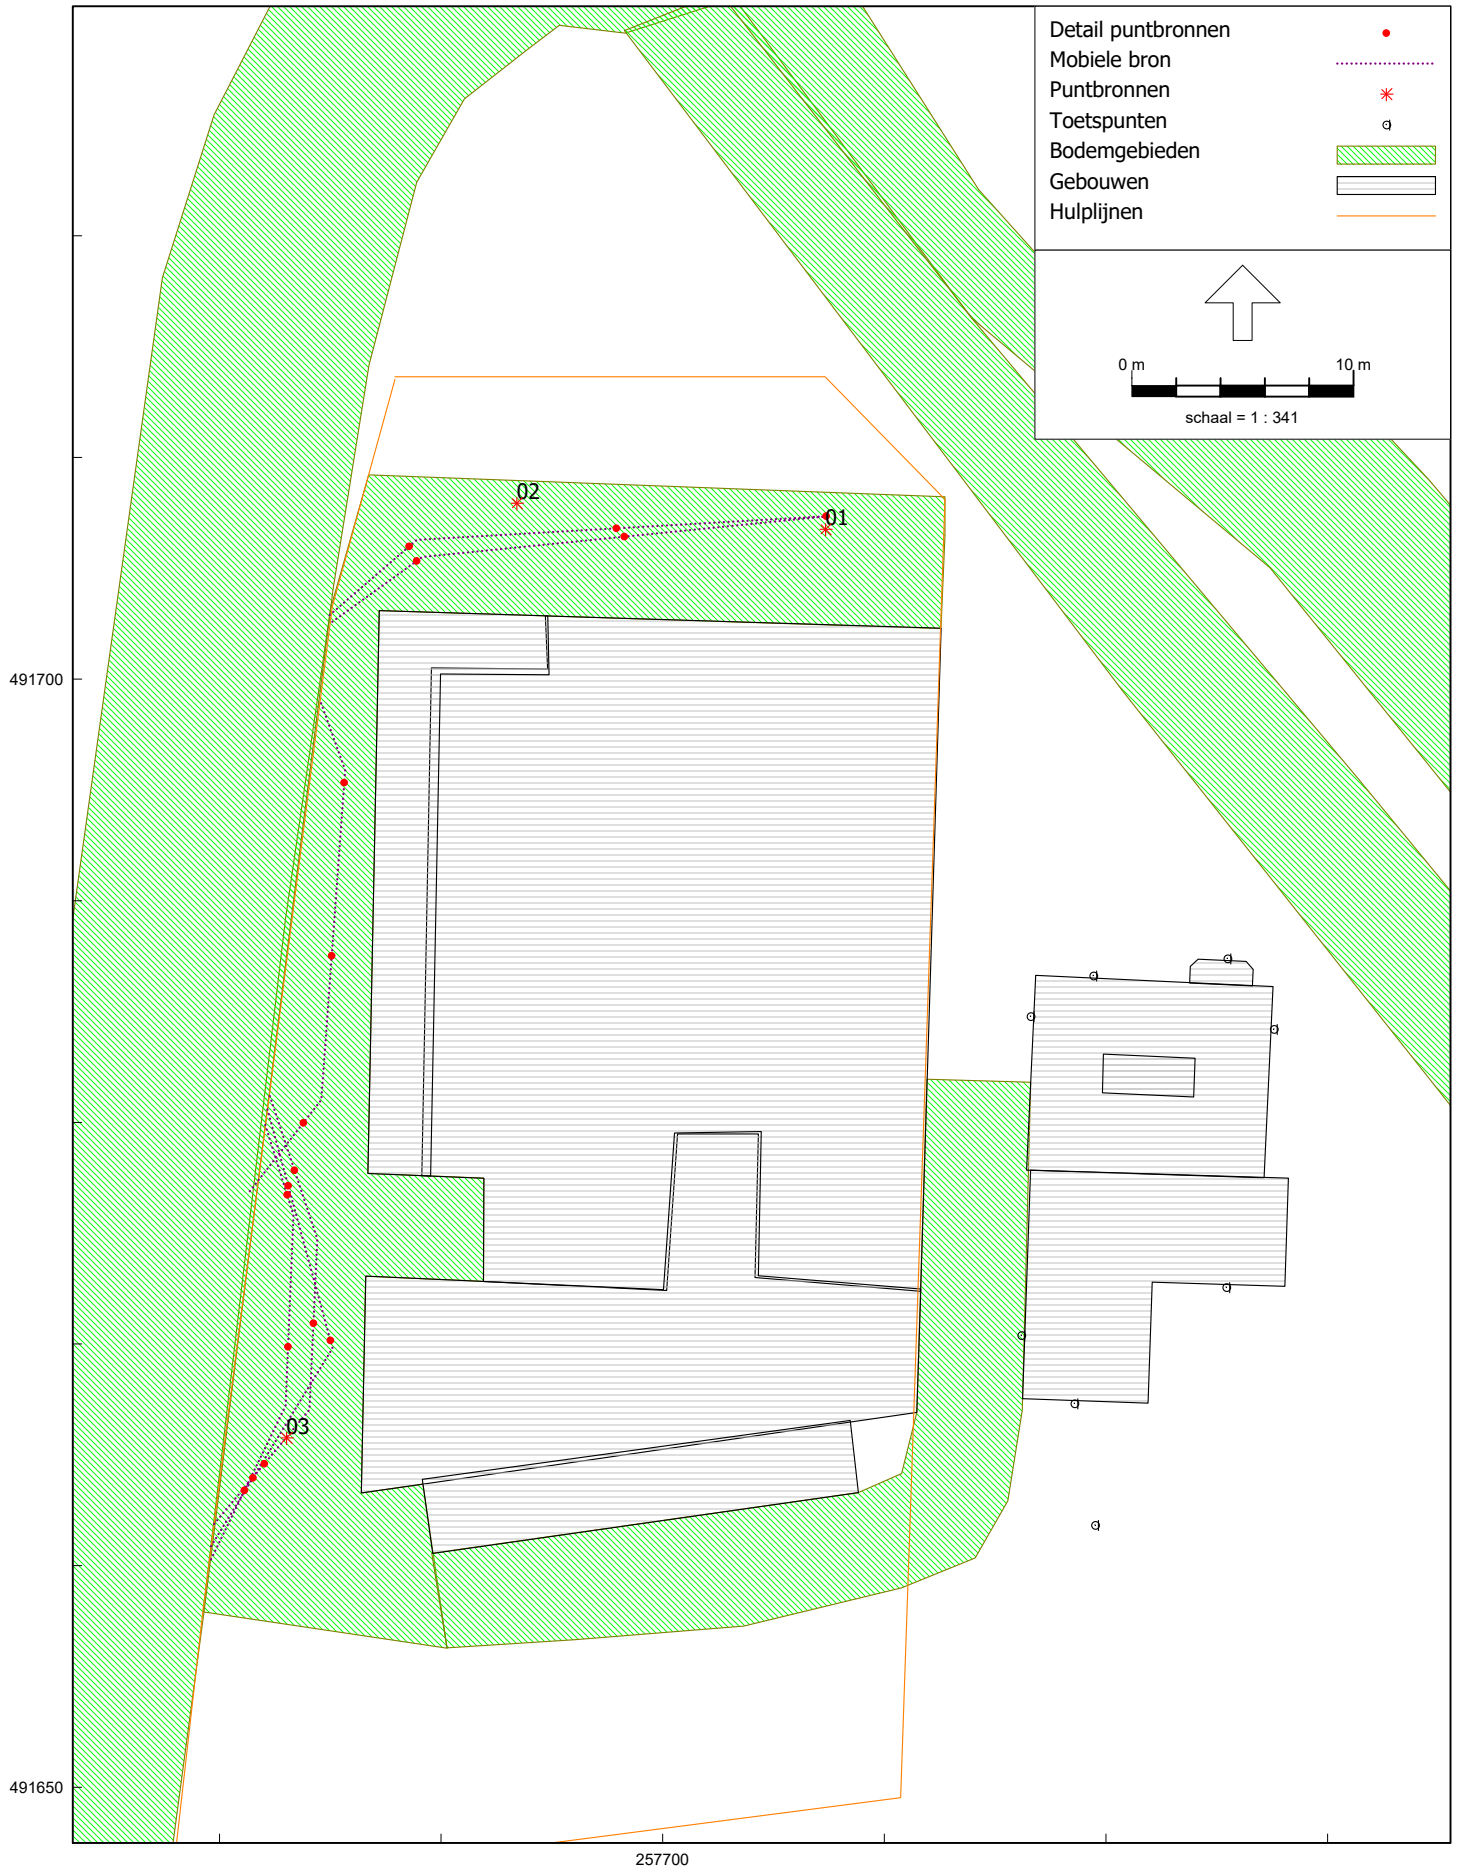 Detail puntbronnen
Mobiele bron
Puntbronnen
Toetspunten
Bodemgebieden
Gebouwen
Hulplijnen
0 m 10 m
schaal = 1 : 341
02
01
491700
03
491650
257700